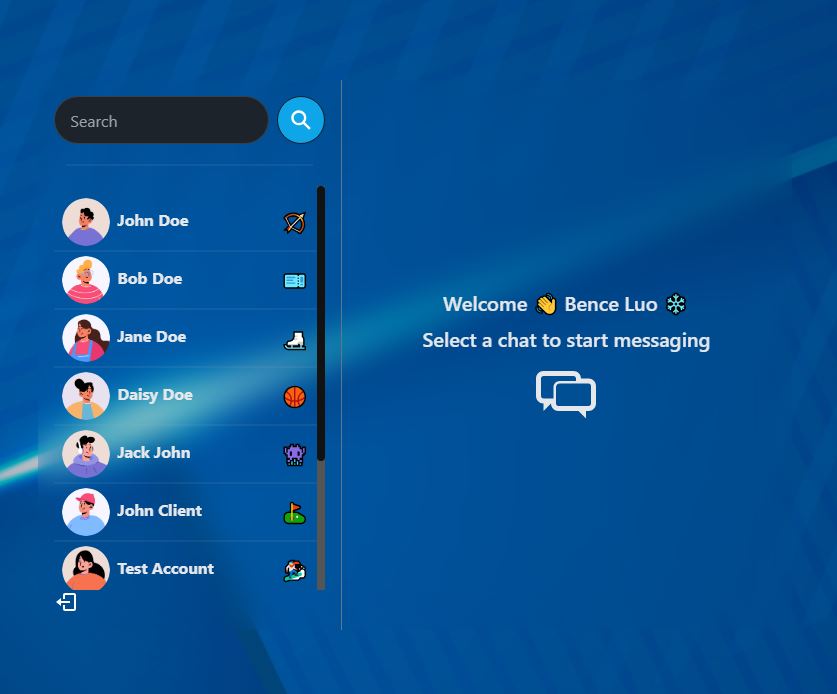 Search
John Doe
Bob Doe
Jane Doe
Daisy Doe
Jack John
John Client
Test Account
Welcome 👋 Bence Luo ❄
Select a chat to start messaging